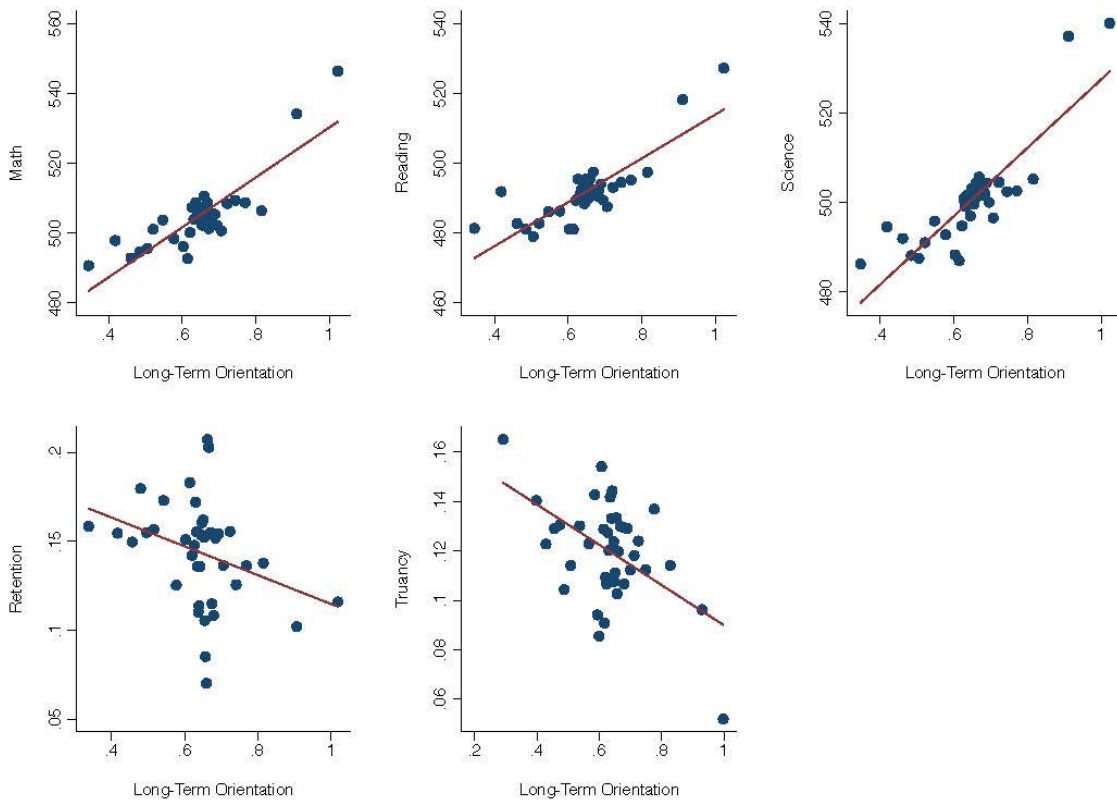 Math
480 500 520 540 560
.4 .6 .8 1
Long-Term Orientation
Reading
460 480 500 520 540
.4 .6 .8 1
Long-Term Orientation
Science
480 500 520 540
.4 .6 .8 1
Long-Term Orientation
Retention
.05 .1 .15 .2
.4 .6 .8 1
Long-Term Orientation
Truancy
.06 .08 .1 .12 .14 .16
.2 .4 .6 .8 1
Long-Term Orientation